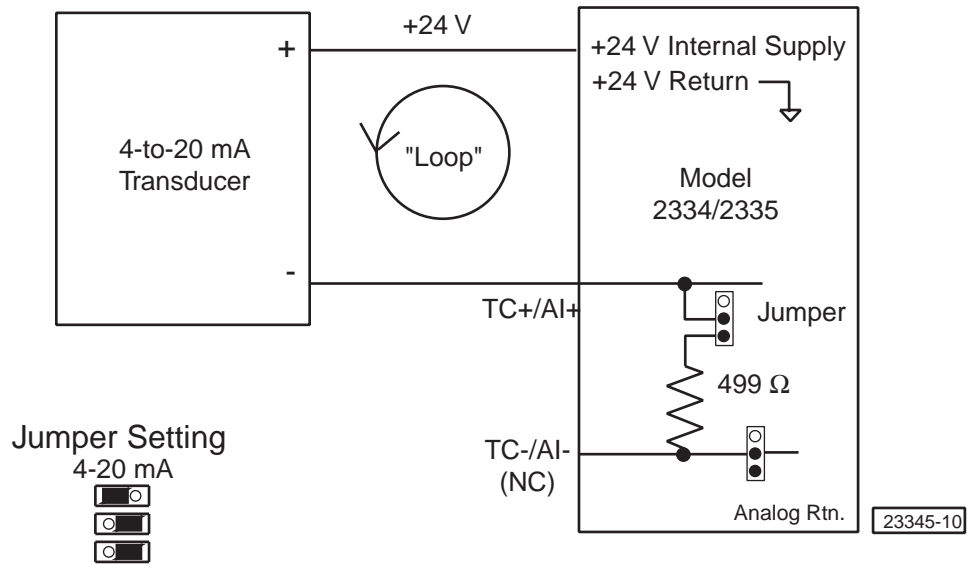 +24 V
+
+24 V Internal Supply
+24 V Return
4-to-20 mA
Transducer
"Loop"
Model
2334/2335
-
TC+/AI+
Jumper
499 Ω
Jumper Setting
4-20 mA
TC-/AI-
(NC)
Analog Rtn.
23345-10